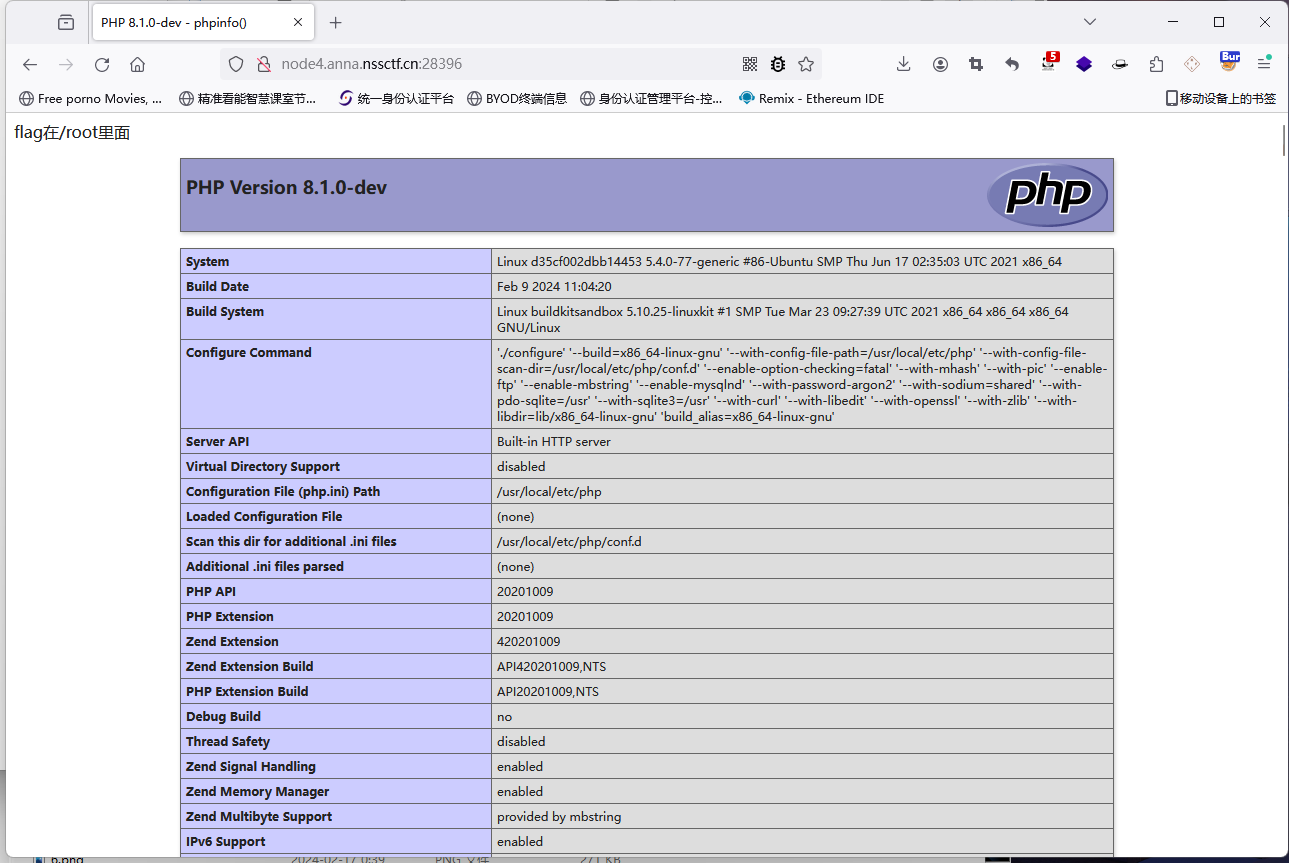 PHP 8.1.0-dev - phpinfo()
node4.anna.nssctf.cn:28396
5
Bur
Free porno Movies, ...
精准看能智慧课室节...
统一身份认证平台
BYOD终端信息
身份认证管理平台-控...
Remix - Ethereum IDE
移动设备上的书签
flag在/root里面
PHP Version 8.1.0-dev
php
System Linux d35cf002dbb14453 5.4.0-77-generic #86-Ubuntu SMP Thu Jun 17 02:35:03 UTC 2021 x86_64
Build Date Feb 9 2024 11:04:20
Build System Linux buildkitsandbox 5.10.25-linuxkit #1 SMP Tue Mar 23 09:27:39 UTC 2021 x86_64 x86_64 x86_64
GNU/Linux
Configure Command './configure' '--build=x86_64-linux-gnu' '--with-config-file-path=/usr/local/etc/php' '--with-config-file-
scan-dir=/usr/local/etc/php/conf.d' '--enable-option-checking=fatal' '--with-mhash' '--with-pic' '--enable-
ftp' '--enable-mbstring' '--enable-mysqlnd' '--with-password-argon2' '--with-sodium=shared' '--with-
pdo-sqlite=/usr' '--with-sqlite3=/usr' '--with-curl' '--with-libedit' '--with-openssl' '--with-zlib' '--with-
libdir=lib/x86_64-linux-gnu' 'build_alias=x86_64-linux-gnu'
Server API Built-in HTTP server
Virtual Directory Support disabled
Configuration File (php.ini) Path /usr/local/etc/php
Loaded Configuration File (none)
Scan this dir for additional .ini files /usr/local/etc/php/conf.d
Additional .ini files parsed (none)
PHP API 20201009
PHP Extension 20201009
Zend Extension 420201009
Zend Extension Build API420201009,NTS
PHP Extension Build API20201009,NTS
Debug Build no
Thread Safety disabled
Zend Signal Handling enabled
Zend Memory Manager enabled
Zend Multibyte Support provided by mbstring
IPv6 Support enabled
2024-02-17 0:39 PNG 文件 271 KB